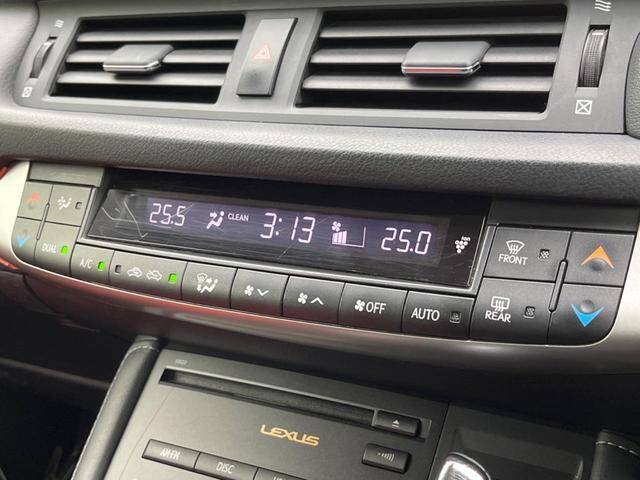 25.5 CLEAN 3:13 25.0
FRONT
DUAL
A/C
OFF
AUTO
REAR
LEXUS
AM·FM
DISC